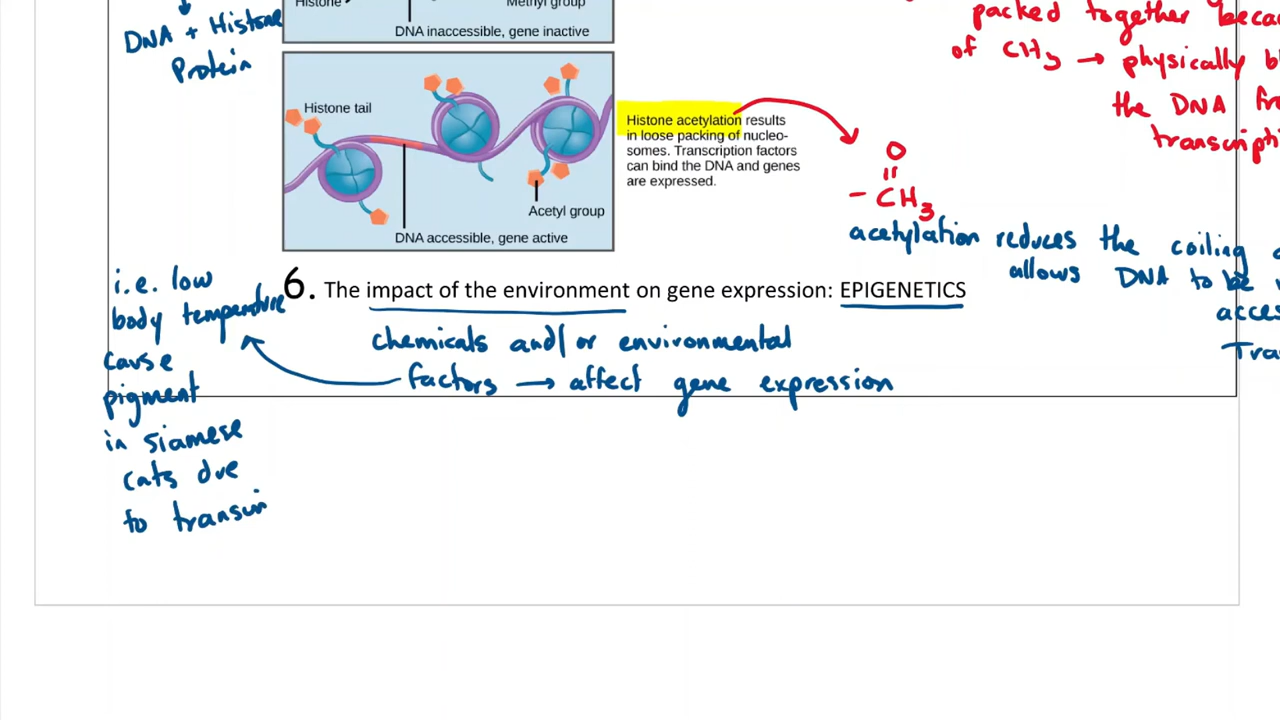 Histone
Methyl group
DNA inaccessible, gene inactive
DNA + Histone
Protein
packed together
of CH3 → physically
the DNA
Histone tail
Acetyl group
DNA accessible, gene active
Histone acetylation results
in loose packing of nucleo-
somes. Transcription factors
can bind the DNA and genes
are expressed.
O
– CH3
acetylation reduces the coiling
allows DNA to be
6. The impact of the environment on gene expression: EPIGENETICS
chemicals and/or environmental
factors → affect gene expression
i.e. low
body temperature
cause
pigment
in siamese
cats due
to